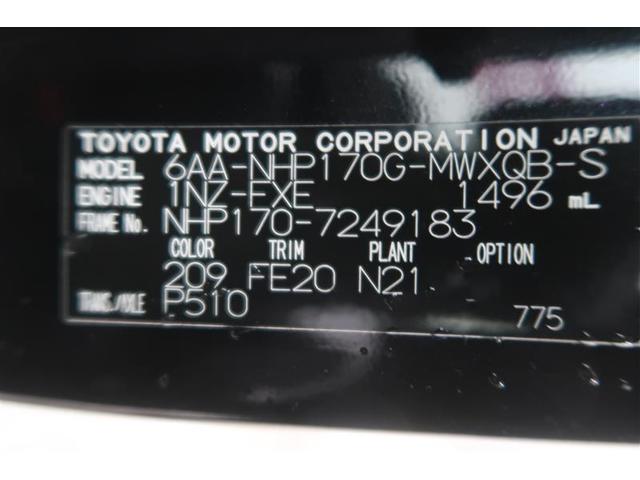 TOYOTA MOTOR CORPORATION JAPAN
MODEL 6AA-NHP170G-MWXQB-S
ENGINE 1NZ-EXE 1496 mL
FRAME No. NHP170-7249183
COLOR TRIM PLANT OPTION
209 FE20 N21
TRANS./AXLE P510 775